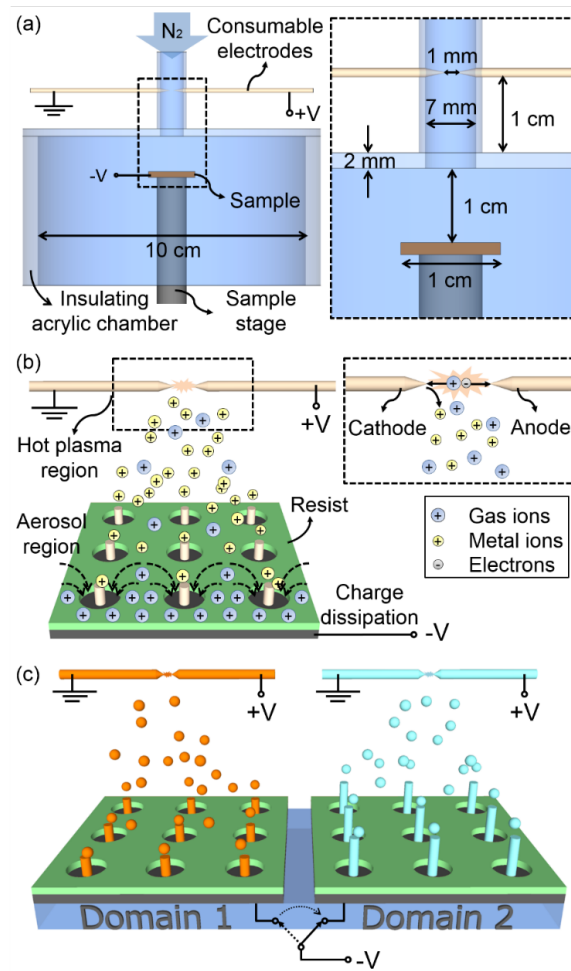 (a)
N2
Consumable
electrodes
+V
-V
Sample
10 cm
Insulating
acrylic chamber
Sample
stage
1 mm
7 mm
1 cm
2 mm
1 cm
1 cm
(b)
+V
Hot plasma
region
Aerosol
region
Resist
Charge
dissipation
-V
Cathode
Anode
Gas ions
Metal ions
Electrons
(c)
+V
+V
Domain 1
Domain 2
-V